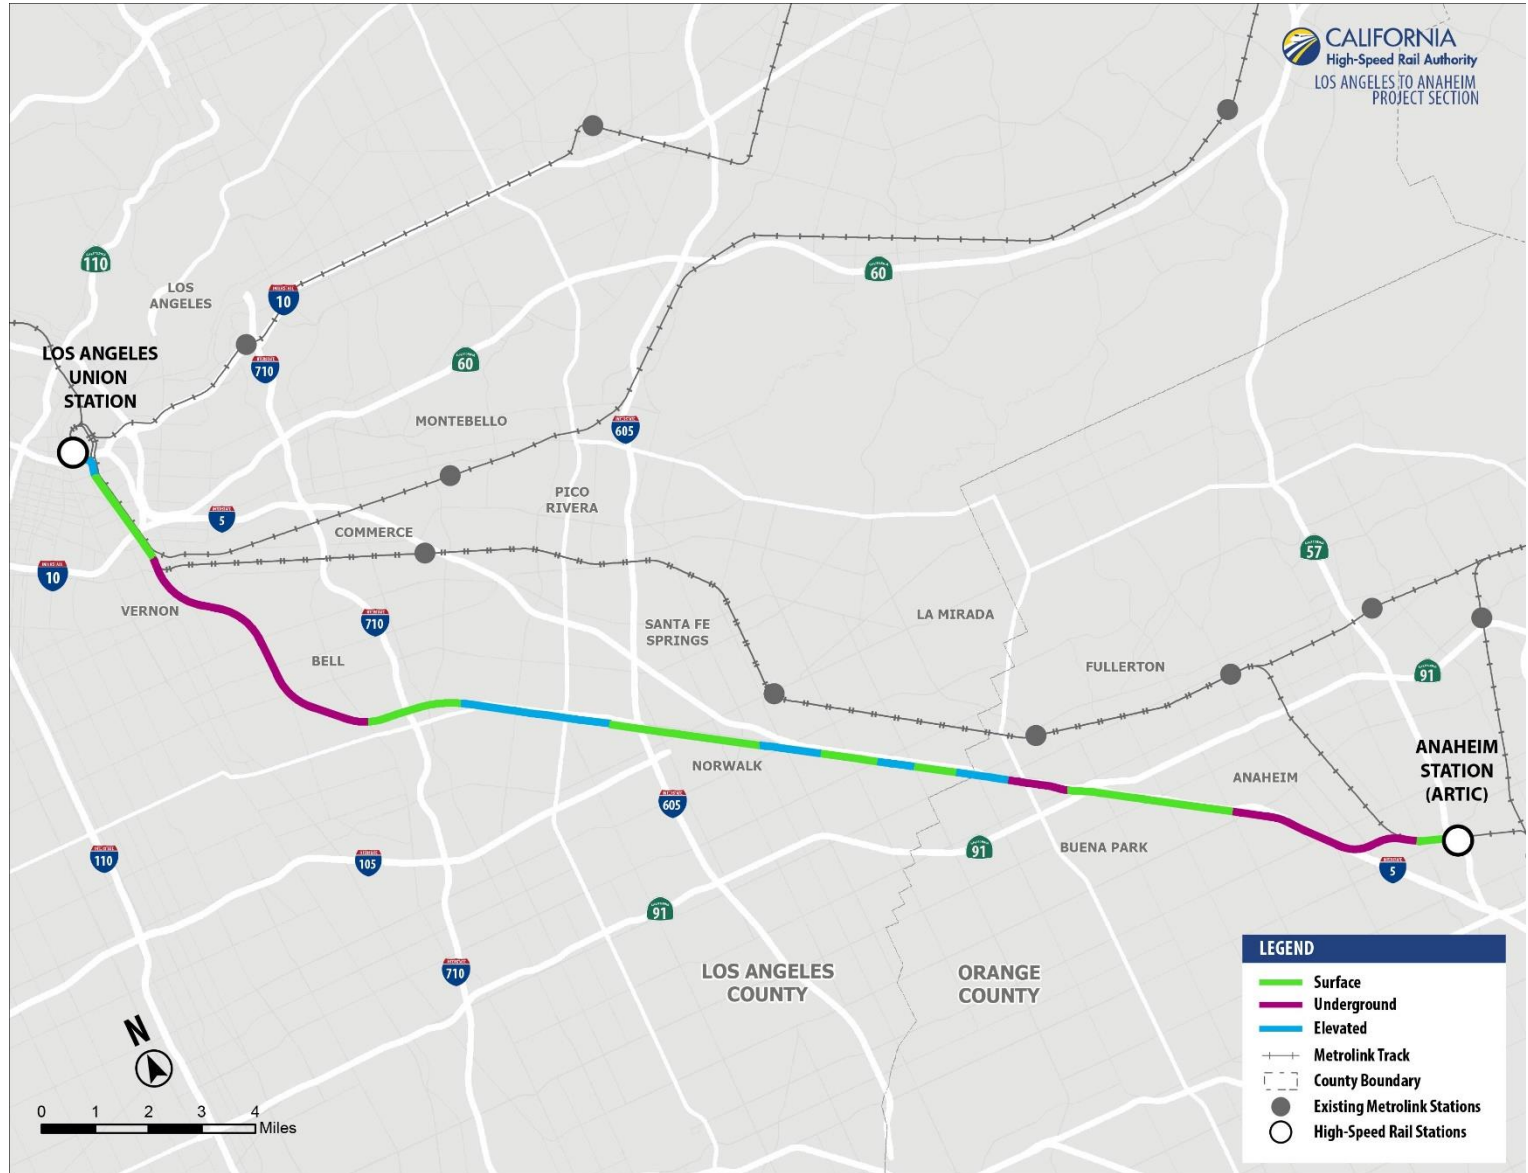 CALIFORNIA
High-Speed Rail Authority
LOS ANGELES TO ANAHEIM
PROJECT SECTION
110
LOS
ANGELES
10
60
LOS ANGELES
UNION
STATION
710
60
MONTEBELLO
605
PICO
RIVERA
5
COMMERCE
10
57
VERNON
710
SANTA FE
SPRINGS
LA MIRADA
BELL
FULLERTON
91
NORWALK
ANAHEIM
ANAHEIM
STATION
(ARTIC)
605
110
105
91
BUENA PARK
5
91
710
LOS ANGELES
COUNTY
ORANGE
COUNTY
N
0 1 2 3 4
Miles
LEGEND
Surface
Underground
Elevated
Metrolink Track
County Boundary
Existing Metrolink Stations
High-Speed Rail Stations